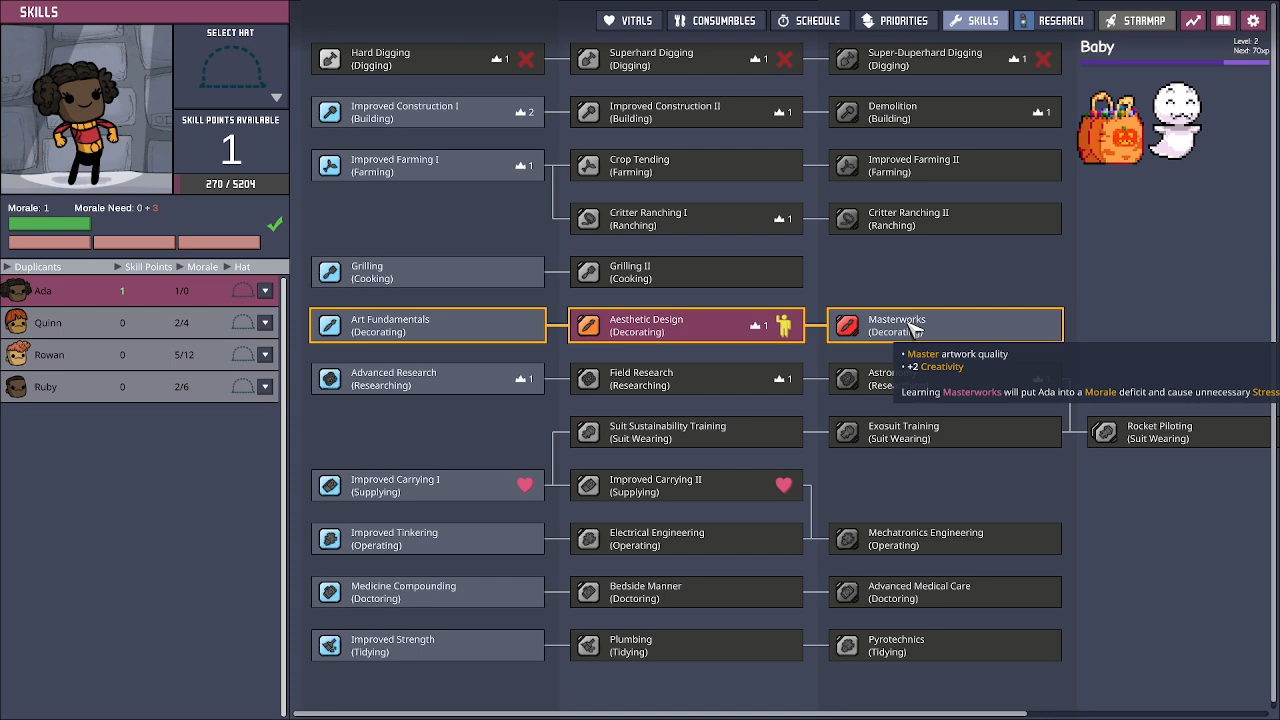 SKILLS
VITALS
CONSUMABLES
SCHEDULE
PRIORITIES
SKILLS
RESEARCH
STARMAP
SELECT HAT
SKILL POINTS AVAILABLE
1
270 / 5204
Morale: 1
Morale Need: 0 + 3
Duplicants
Skill Points
Morale
Hat
Ada
1
1/0
Quinn
0
2/4
Rowan
0
5/12
Ruby
0
2/6
Hard Digging
(Digging)
1
Superhard Digging
(Digging)
1
Super-Duperhard Digging
(Digging)
1
Improved Construction I
(Building)
2
Improved Construction II
(Building)
1
Demolition
(Building)
1
Improved Farming I
(Farming)
1
Crop Tending
(Farming)
Improved Farming II
(Farming)
Critter Ranching I
(Ranching)
1
Critter Ranching II
(Ranching)
Grilling
(Cooking)
Grilling II
(Cooking)
Art Fundamentals
(Decorating)
Aesthetic Design
(Decorating)
1
Masterworks
• Master artwork quality
• +2 Creativity
Learning Masterworks will put Ada into a Morale deficit and cause unnecessary Stress
Advanced Research
(Researching)
1
Field Research
(Researching)
1
Suit Sustainability Training
(Suit Wearing)
Exosuit Training
(Suit Wearing)
Rocket Piloting
(Suit Wearing)
Improved Carrying I
(Supplying)
Improved Carrying II
(Supplying)
Improved Tinkering
(Operating)
Electrical Engineering
(Operating)
Mechatronics Engineering
(Operating)
Medicine Compounding
(Doctoring)
Bedside Manner
(Doctoring)
Advanced Medical Care
(Doctoring)
Improved Strength
(Tidying)
Plumbing
(Tidying)
Pyrotechnics
(Tidying)
Baby
Level: 2
Next: 70xp